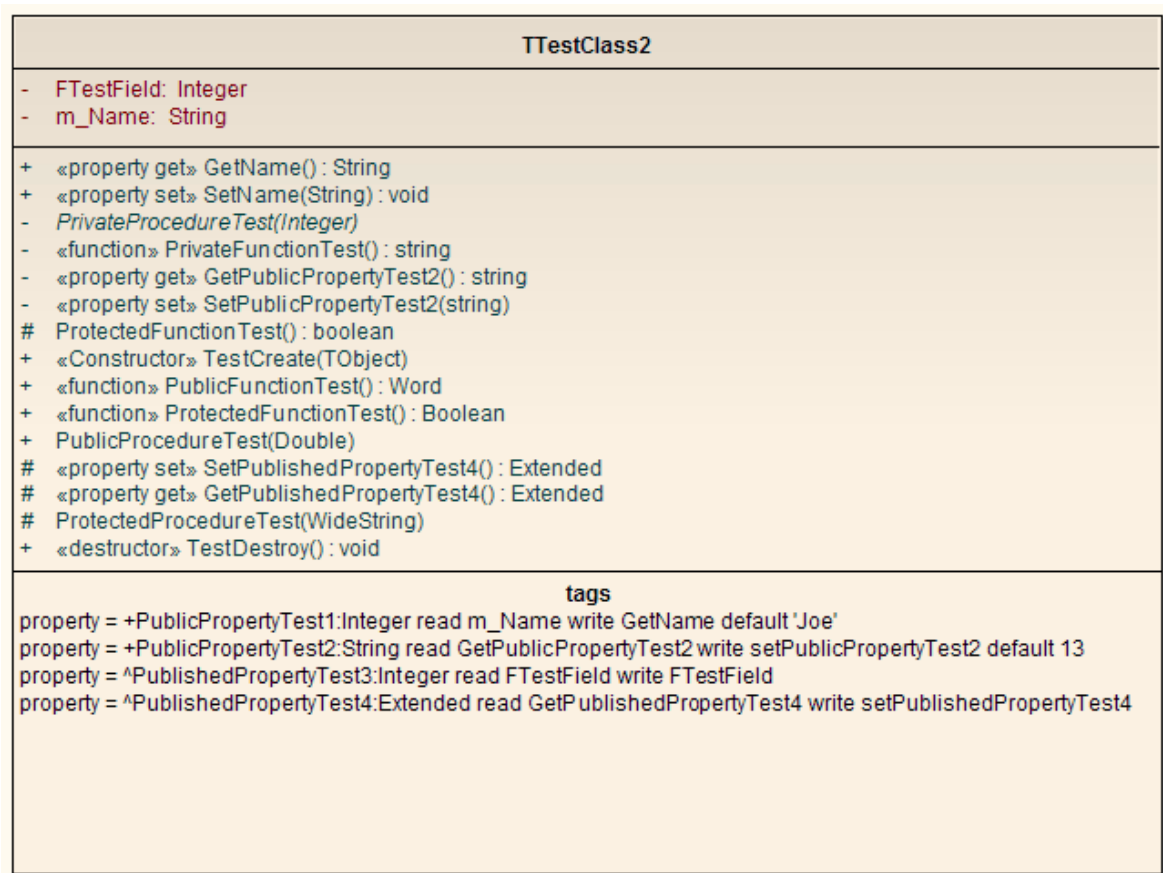 TTestClass2
- FTestField: Integer
- m_Name: String
+ «property get» GetName() : String
+ «property set» SetName(String) : void
- PrivateProcedureTest(Integer)
- «function» PrivateFunctionTest() : string
- «property get» GetPublicPropertyTest2() : string
- «property set» SetPublicPropertyTest2(string)
# ProtectedFunctionTest() : boolean
+ «Constructor» TestCreate(TObject)
+ «function» PublicFunctionTest() : Word
+ «function» ProtectedFunctionTest() : Boolean
+ PublicProcedureTest(Double)
# «property set» SetPublishedPropertyTest4() : Extended
# «property get» GetPublishedPropertyTest4() : Extended
# ProtectedProcedureTest(WideString)
+ «destructor» TestDestroy() : void
tags
property = +PublicPropertyTest1:Integer read m_Name write GetName default 'Joe'
property = +PublicPropertyTest2:String read GetPublicPropertyTest2 write setPublicPropertyTest2 default 13
property = ^PublishedPropertyTest3:Integer read FTestField write FTestField
property = ^PublishedPropertyTest4:Extended read GetPublishedPropertyTest4 write setPublishedPropertyTest4